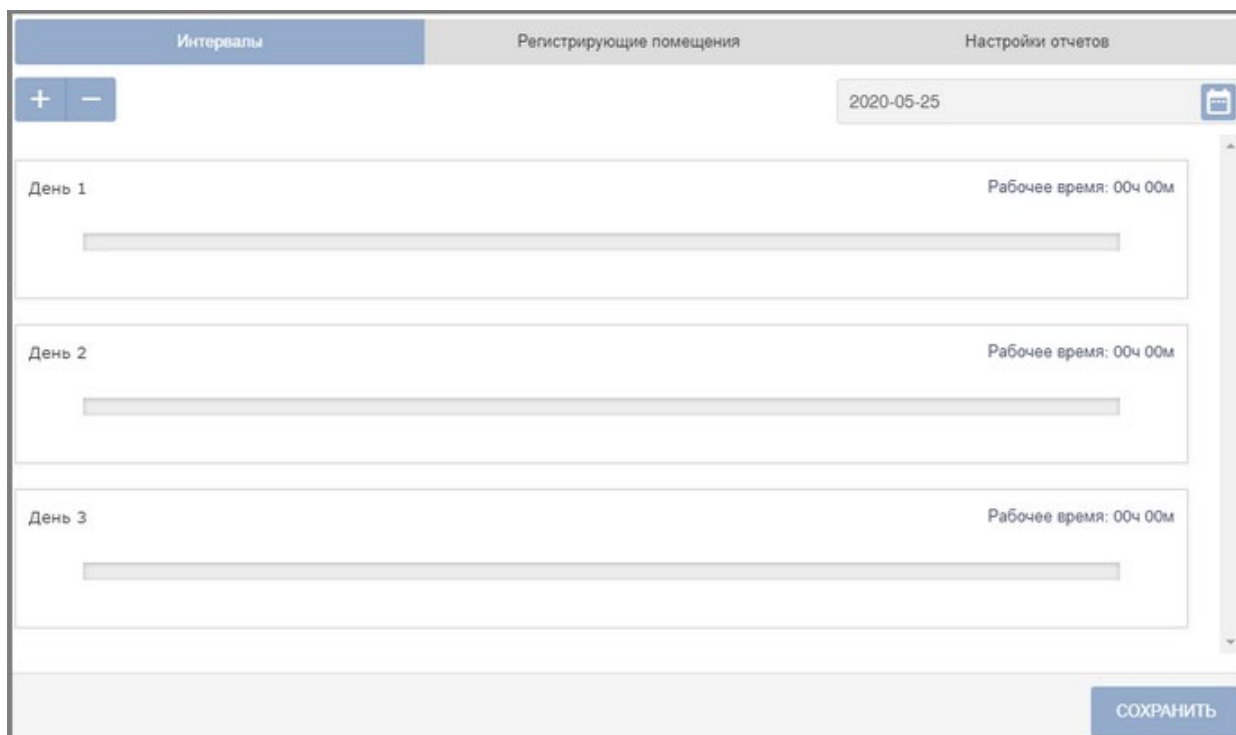 Интервалы Регистрирующие помещения Настройки отчетов
+ − 2020-05-25
День 1 Рабочее время: 00ч 00м
День 2 Рабочее время: 00ч 00м
День 3 Рабочее время: 00ч 00м
СОХРАНИТЬ